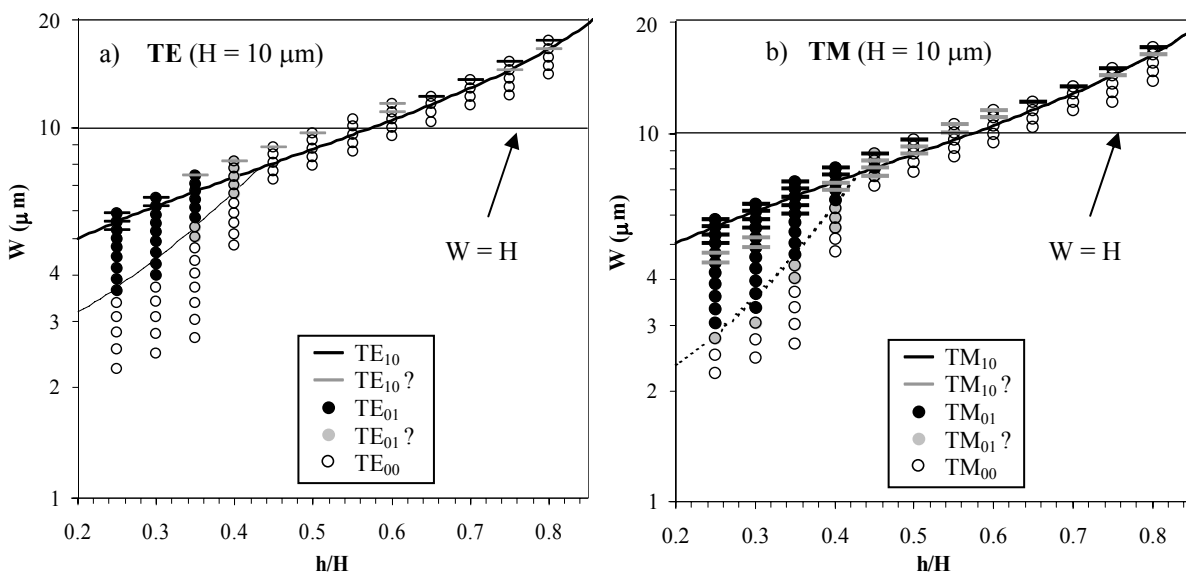 a) TE (H = 10 μm)
20
10
4
3
2
1
W (μm)
W = H
TE₁₀
TE₁₀ ?
TE₀₁
TE₀₁ ?
TE₀₀
0.2 0.3 0.4 0.5 0.6 0.7 0.8
h/H
b) TM (H = 10 μm)
20
10
4
3
2
1
W (μm)
W = H
TM₁₀
TM₁₀ ?
TM₀₁
TM₀₁ ?
TM₀₀
0.2 0.3 0.4 0.5 0.6 0.7 0.8
h/H